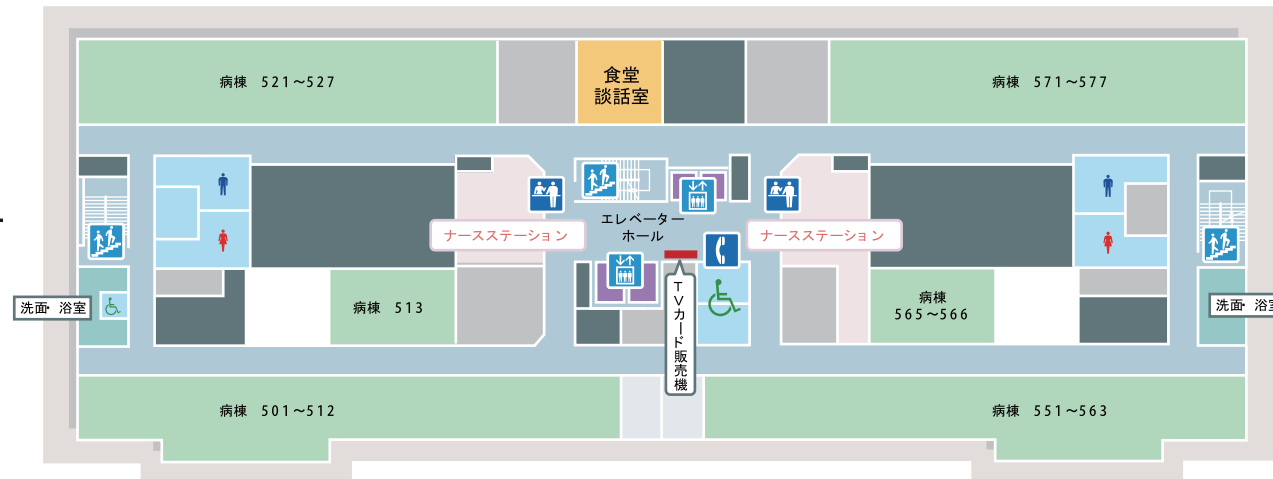 病棟 521～527
食堂
談話室
病棟 571～577
エレベーター
ホール
ナースステーション
ナースステーション
洗面・浴室
病棟 513
TVカード販売機
病棟
565～566
洗面・浴
病棟 501～512
病棟 551～563